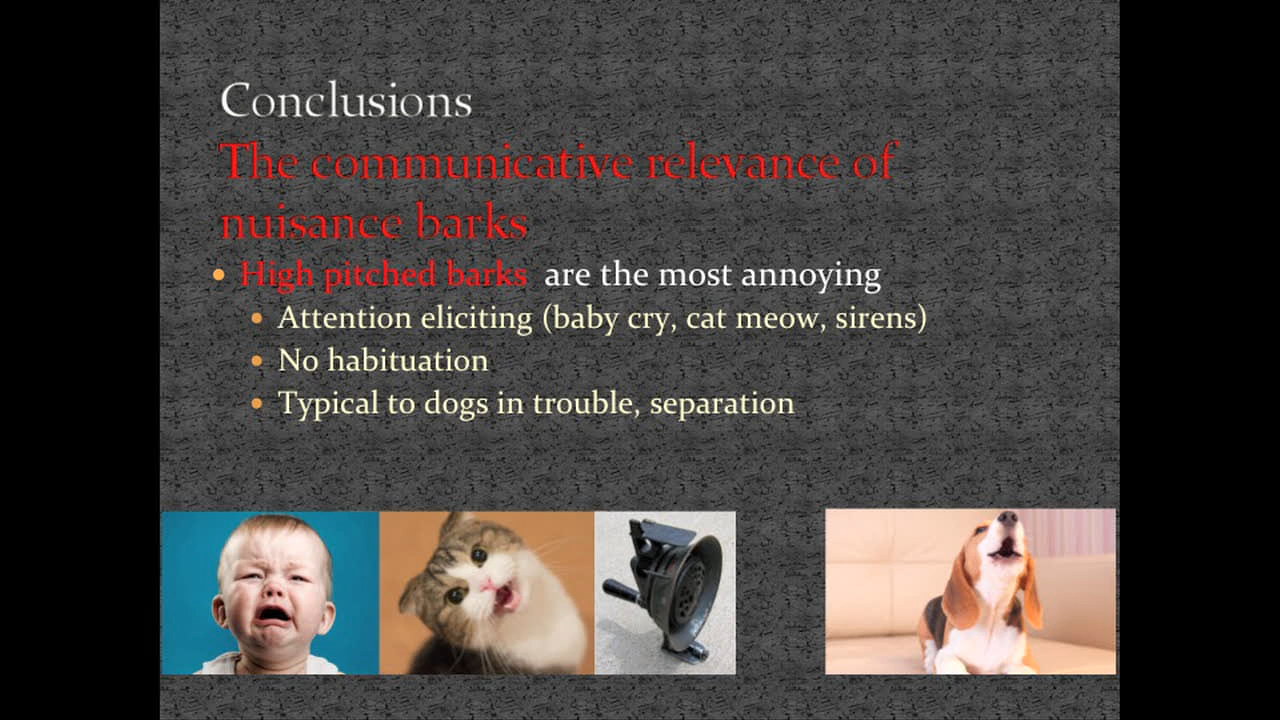 Conclusions
The communicative relevance of
nuisance barks
• High pitched barks are the most annoying
• Attention eliciting (baby cry, cat meow, sirens)
• No habituation
• Typical to dogs in trouble, separation